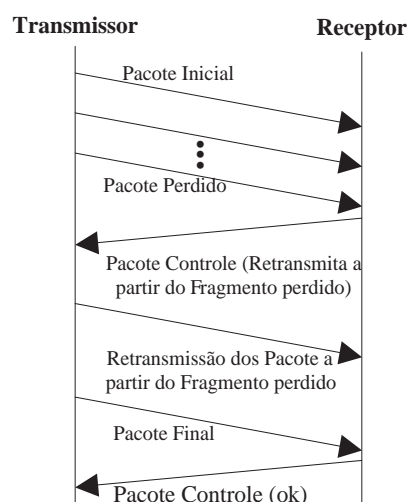 Transmissor
Receptor
Pacote Inicial
Pacote Perdido
Pacote Controle (Retransmita a
partir do Fragmento perdido)
Retransmissão dos Pacote a
partir do Fragmento perdido
Pacote Final
Pacote Controle (ok)